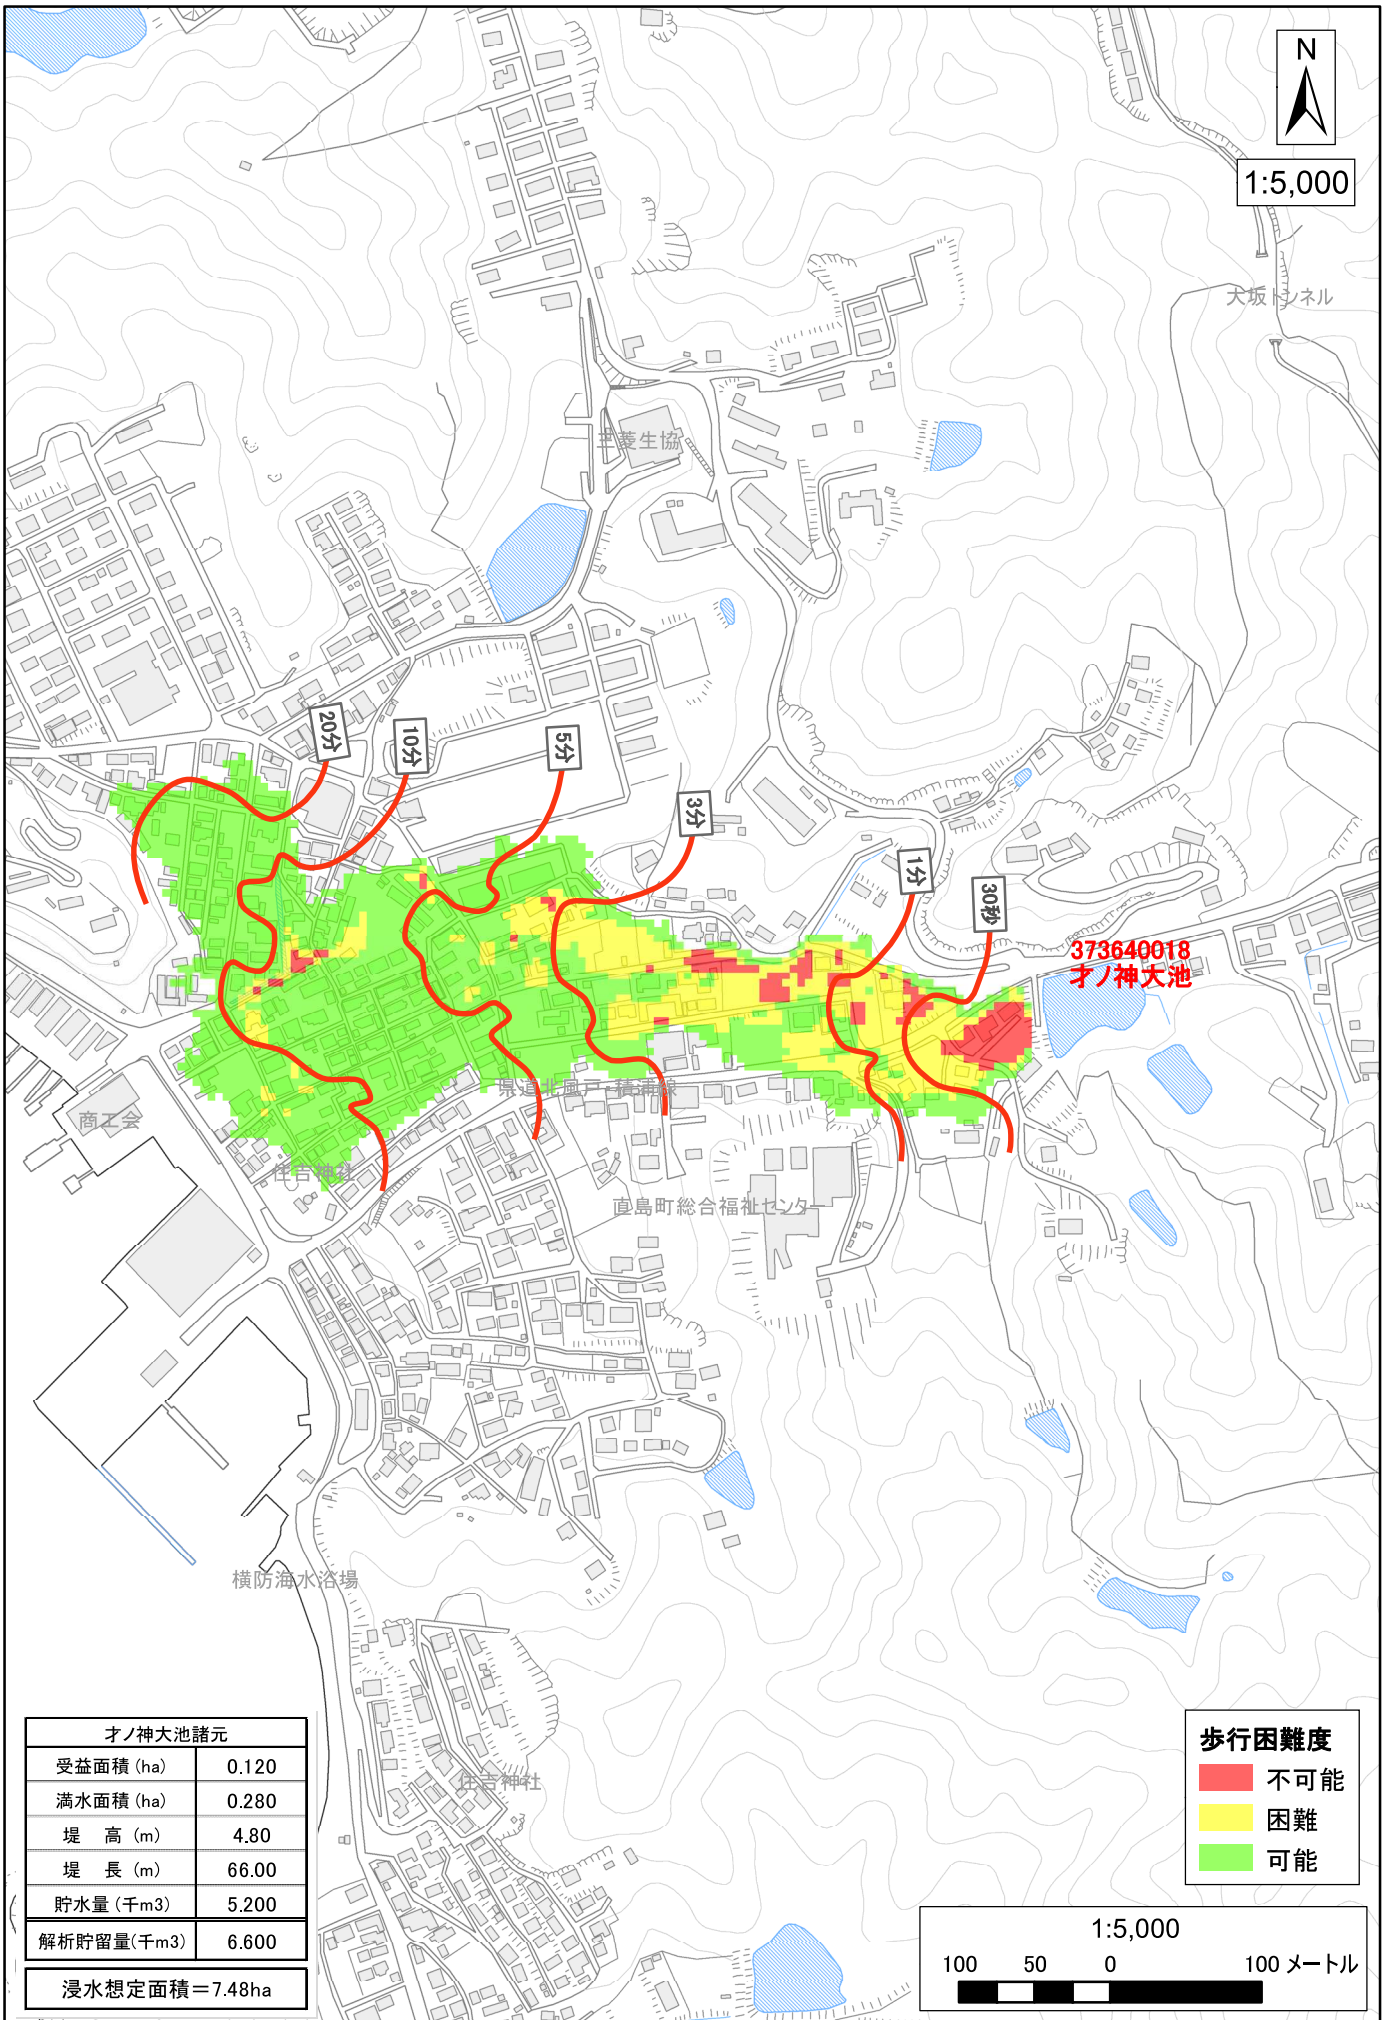 N
1:5,000
大坂トンネル
三菱生協
20分
10分
5分
3分
1分
30秒
373640018
才ノ神大池
県道北風戸・積浦線
商工会
住吉神社
直島町総合福祉センター
横防海水浴場
住吉神社
才ノ神大池諸元
受益面積(ha) 0.120
満水面積(ha) 0.280
堤 高 (m) 4.80
堤 長 (m) 66.00
貯水量(千m3) 5.200
解析貯留量(千m3) 6.600
浸水想定面積=7.48ha
歩行困難度
不可能
困難
可能
1:5,000
100 50 0 100 メートル